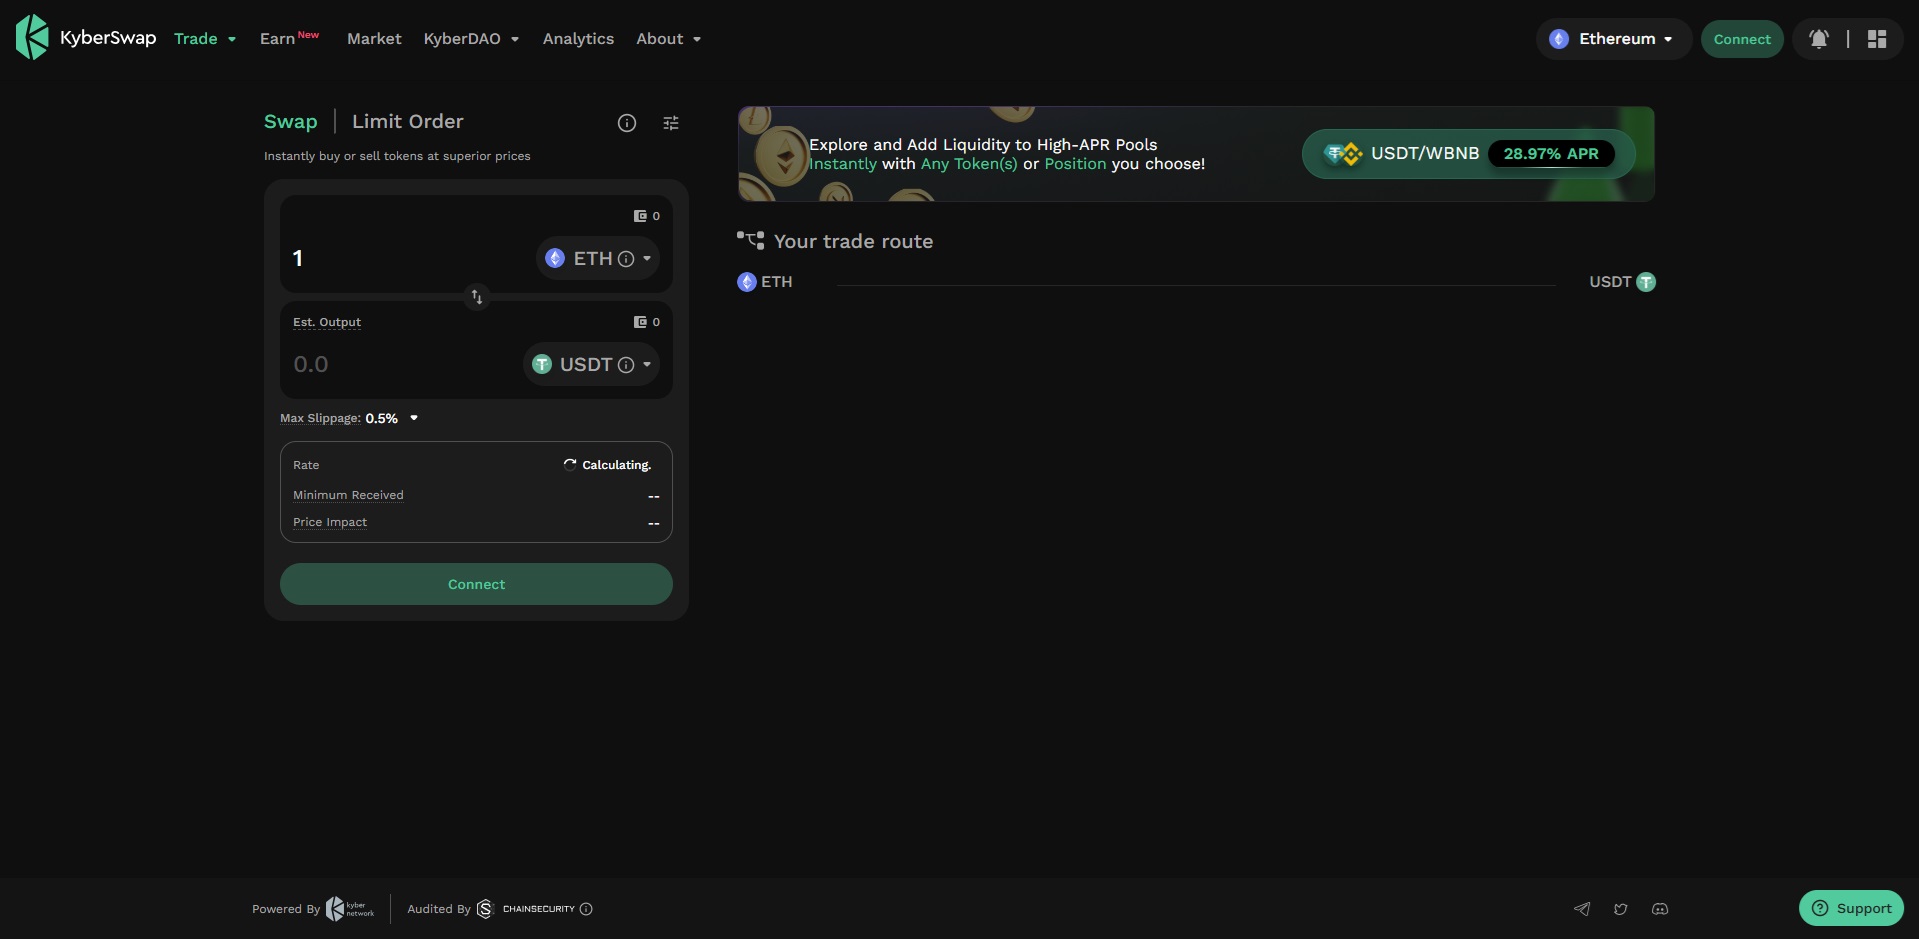 KyberSwap Trade Earn New Market KyberDAO Analytics About Ethereum Connect
Swap | Limit Order
Instantly buy or sell tokens at superior prices
0
1 ETH
Est. Output 0
0.0 USDT
Max Slippage: 0.5%
Rate Calculating.
Minimum Received --
Price Impact --
Connect
Explore and Add Liquidity to High-APR Pools
Instantly with Any Token(s) or Position you choose!
USDT/WBNB 28.97% APR
Your trade route
ETH USDT
Powered By kyber network Audited By CHAINSECURITY
Support